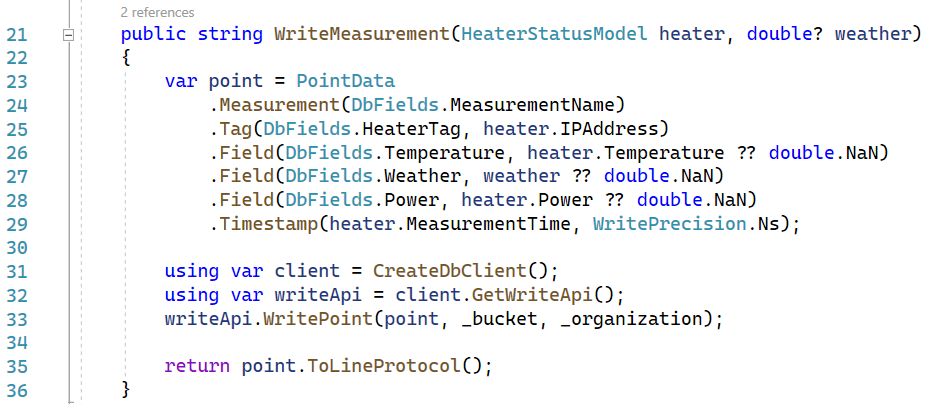 2 references
21 public string WriteMeasurement(HeaterStatusModel heater, double? weather)
22 {
23 var point = PointData
24 .Measurement(DbFields.MeasurementName)
25 .Tag(DbFields.HeaterTag, heater.IPAddress)
26 .Field(DbFields.Temperature, heater.Temperature ?? double.NaN)
27 .Field(DbFields.Weather, weather ?? double.NaN)
28 .Field(DbFields.Power, heater.Power ?? double.NaN)
29 .Timestamp(heater.MeasurementTime, WritePrecision.Ns);
30
31 using var client = CreateDbClient();
32 using var writeApi = client.GetWriteApi();
33 writeApi.WritePoint(point, _bucket, _organization);
34
35 return point.ToLineProtocol();
36 }